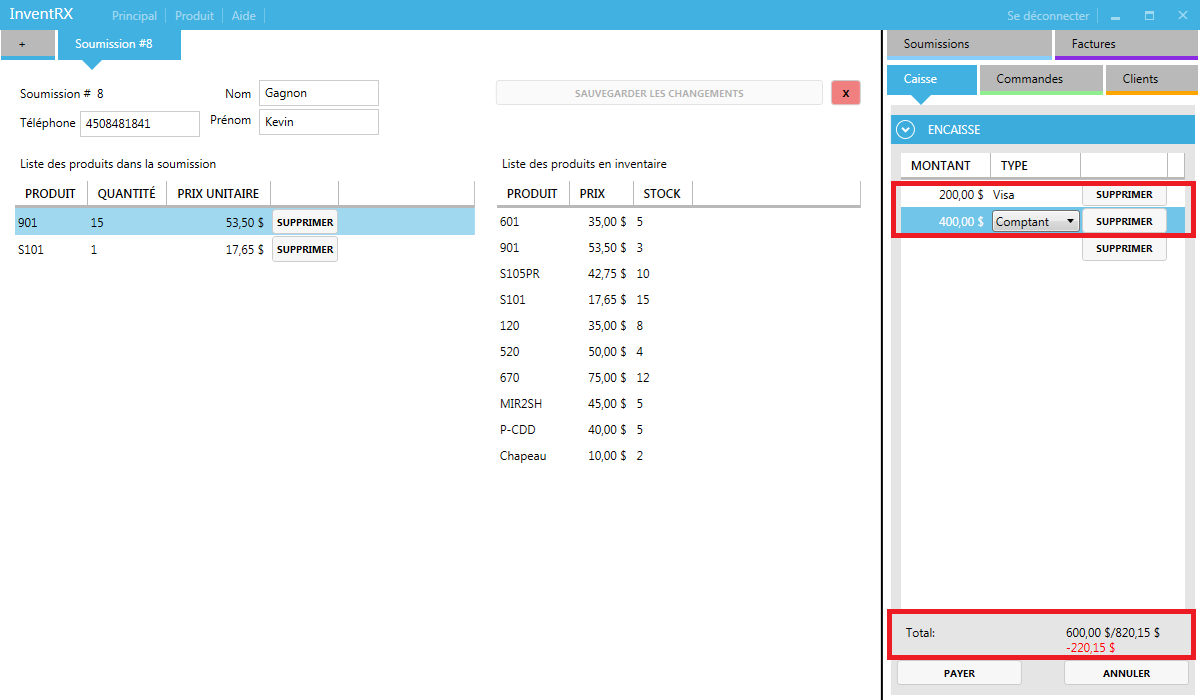 InventRX Principal Produit Aide Se déconnecter
+ Soumission #8
Soumissions Factures
Caisse Commandes Clients
Soumission # 8 Nom Gagnon
Téléphone 4508481841 Prénom Kevin
SAUVEGARDER LES CHANGEMENTS x
Liste des produits dans la soumission
PRODUIT QUANTITÉ PRIX UNITAIRE
901 15 53,50 $ SUPPRIMER
S101 1 17,65 $ SUPPRIMER
Liste des produits en inventaire
PRODUIT PRIX STOCK
601 35,00 $ 5
901 53,50 $ 3
S105PR 42,75 $ 10
S101 17,65 $ 15
120 35,00 $ 8
520 50,00 $ 4
670 75,00 $ 12
MIR2SH 45,00 $ 5
P-CDD 40,00 $ 5
Chapeau 10,00 $ 2
ENCAISSE
MONTANT TYPE
200,00 $ Visa SUPPRIMER
400,00 $ Comptant SUPPRIMER
SUPPRIMER
Total: 600,00 $/820,15 $
-220,15 $
PAYER ANNULER